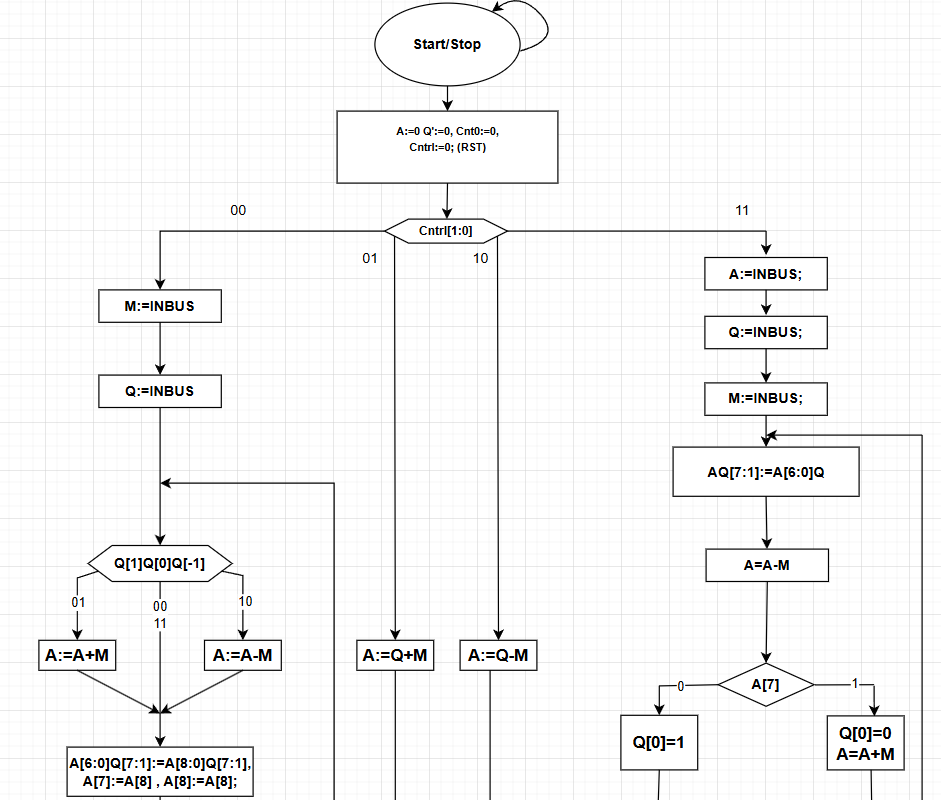 Start/Stop
A:=0 Q':=0, Cnt0:=0,
Cntrl:=0; (RST)
00
11
Cntrl[1:0]
01
10
A:=INBUS;
M:=INBUS
Q:=INBUS;
Q:=INBUS
M:=INBUS;
AQ[7:1]:=A[6:0]Q
Q[1]Q[0]Q[-1]
A=A-M
01
00
11
10
A:=A+M
A:=A-M
A:=Q+M
A:=Q-M
A[7]
0
1
Q[0]=1
Q[0]=0
A=A+M
A[6:0]Q[7:1]:=A[8:0]Q[7:1],
A[7]:=A[8] , A[8]:=A[8];